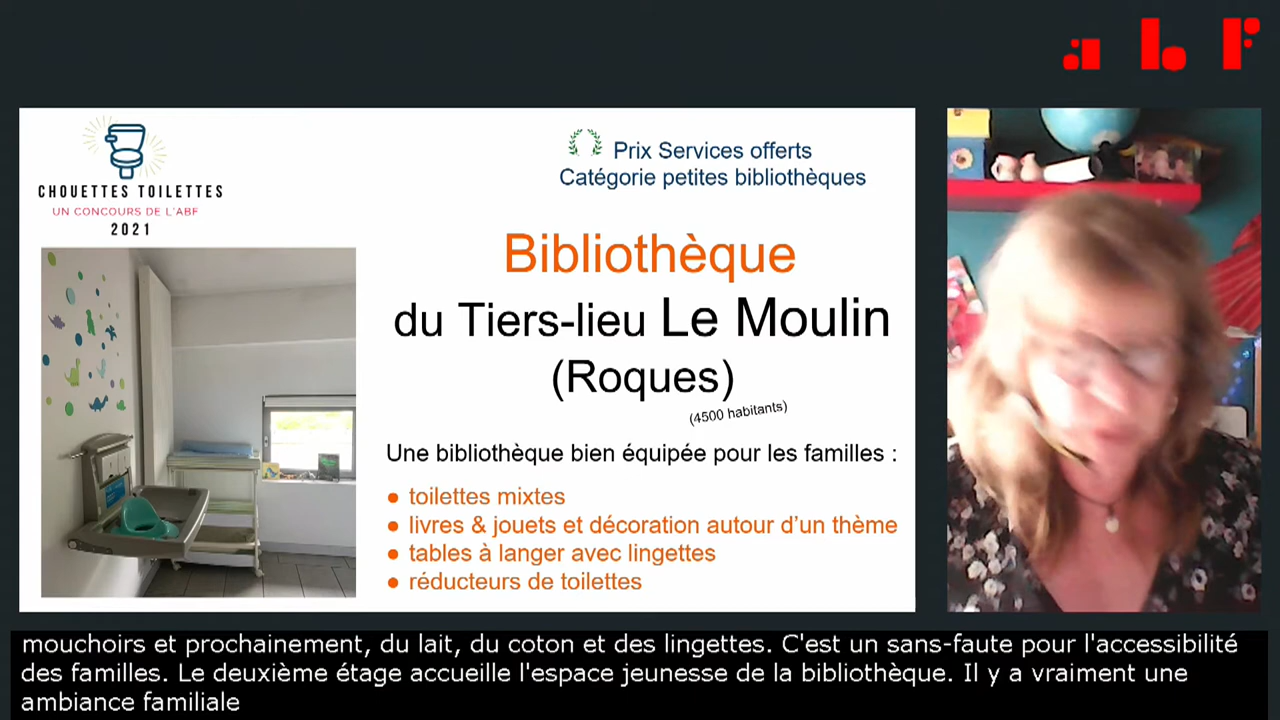 abf
CHOUETTES TOILETTES
UN CONCOURS DE L'ABF
2021
Prix Services offerts
Catégorie petites bibliothèques
Bibliothèque
du Tiers-lieu Le Moulin
(Roques)
(4500 habitants)
Une bibliothèque bien équipée pour les familles :
● toilettes mixtes
● livres & jouets et décoration autour d’un thème
● tables à langer avec lingettes
● réducteurs de toilettes
mouchoirs et prochainement, du lait, du coton et des lingettes. C'est un sans-faute pour l'accessibilité
des familles. Le deuxième étage accueille l'espace jeunesse de la bibliothèque. Il y a vraiment une
ambiance familiale